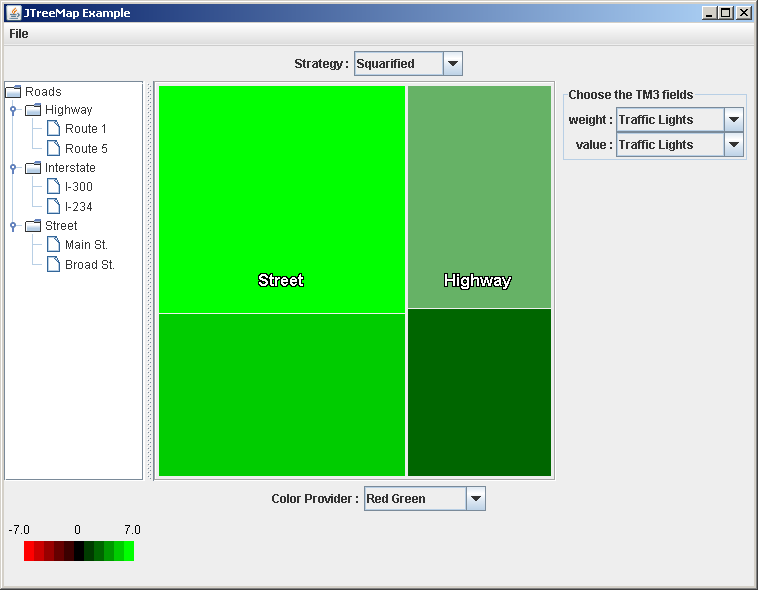 JTreeMap Example
File
Strategy : Squarified
Roads
Highway
Route 1
Route 5
Interstate
I-300
I-234
Street
Main St.
Broad St.
Street
Highway
Choose the TM3 fields
weight : Traffic Lights
value : Traffic Lights
Color Provider : Red Green
-7.0 0 7.0